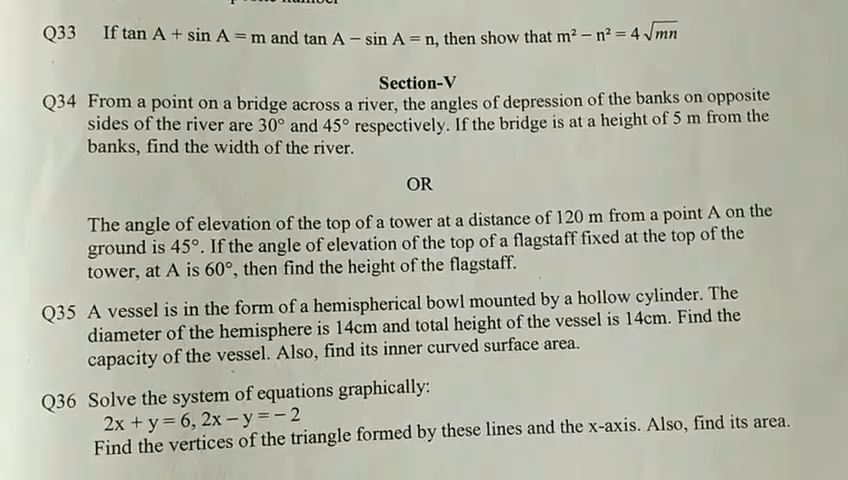 Q33 If tan A + sin A = m and tan A − sin A = n, then show that m² − n² = 4 √mn
Section-V
Q34 From a point on a bridge across a river, the angles of depression of the banks on opposite
sides of the river are 30° and 45° respectively. If the bridge is at a height of 5 m from the
banks, find the width of the river.
OR
The angle of elevation of the top of a tower at a distance of 120 m from a point A on the
ground is 45°. If the angle of elevation of the top of a flagstaff fixed at the top of the
tower, at A is 60°, then find the height of the flagstaff.
Q35 A vessel is in the form of a hemispherical bowl mounted by a hollow cylinder. The
diameter of the hemisphere is 14cm and total height of the vessel is 14cm. Find the
capacity of the vessel. Also, find its inner curved surface area.
Q36 Solve the system of equations graphically:
2x + y = 6, 2x − y = − 2
Find the vertices of the triangle formed by these lines and the x-axis. Also, find its area.